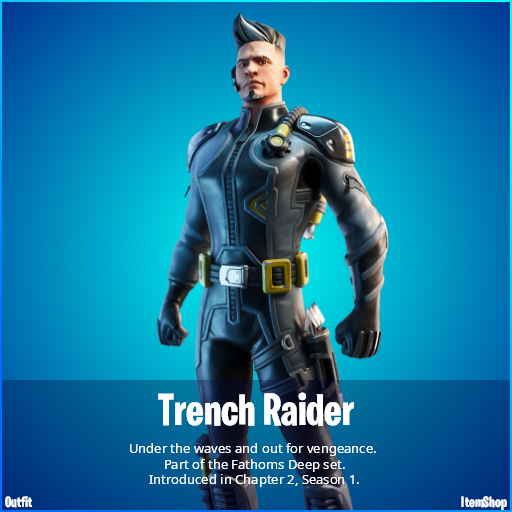 Trench Raider
Under the waves and out for vengeance.
Part of the Fathoms Deep set.
Introduced in Chapter 2, Season 1.
Outfit
ItemShop